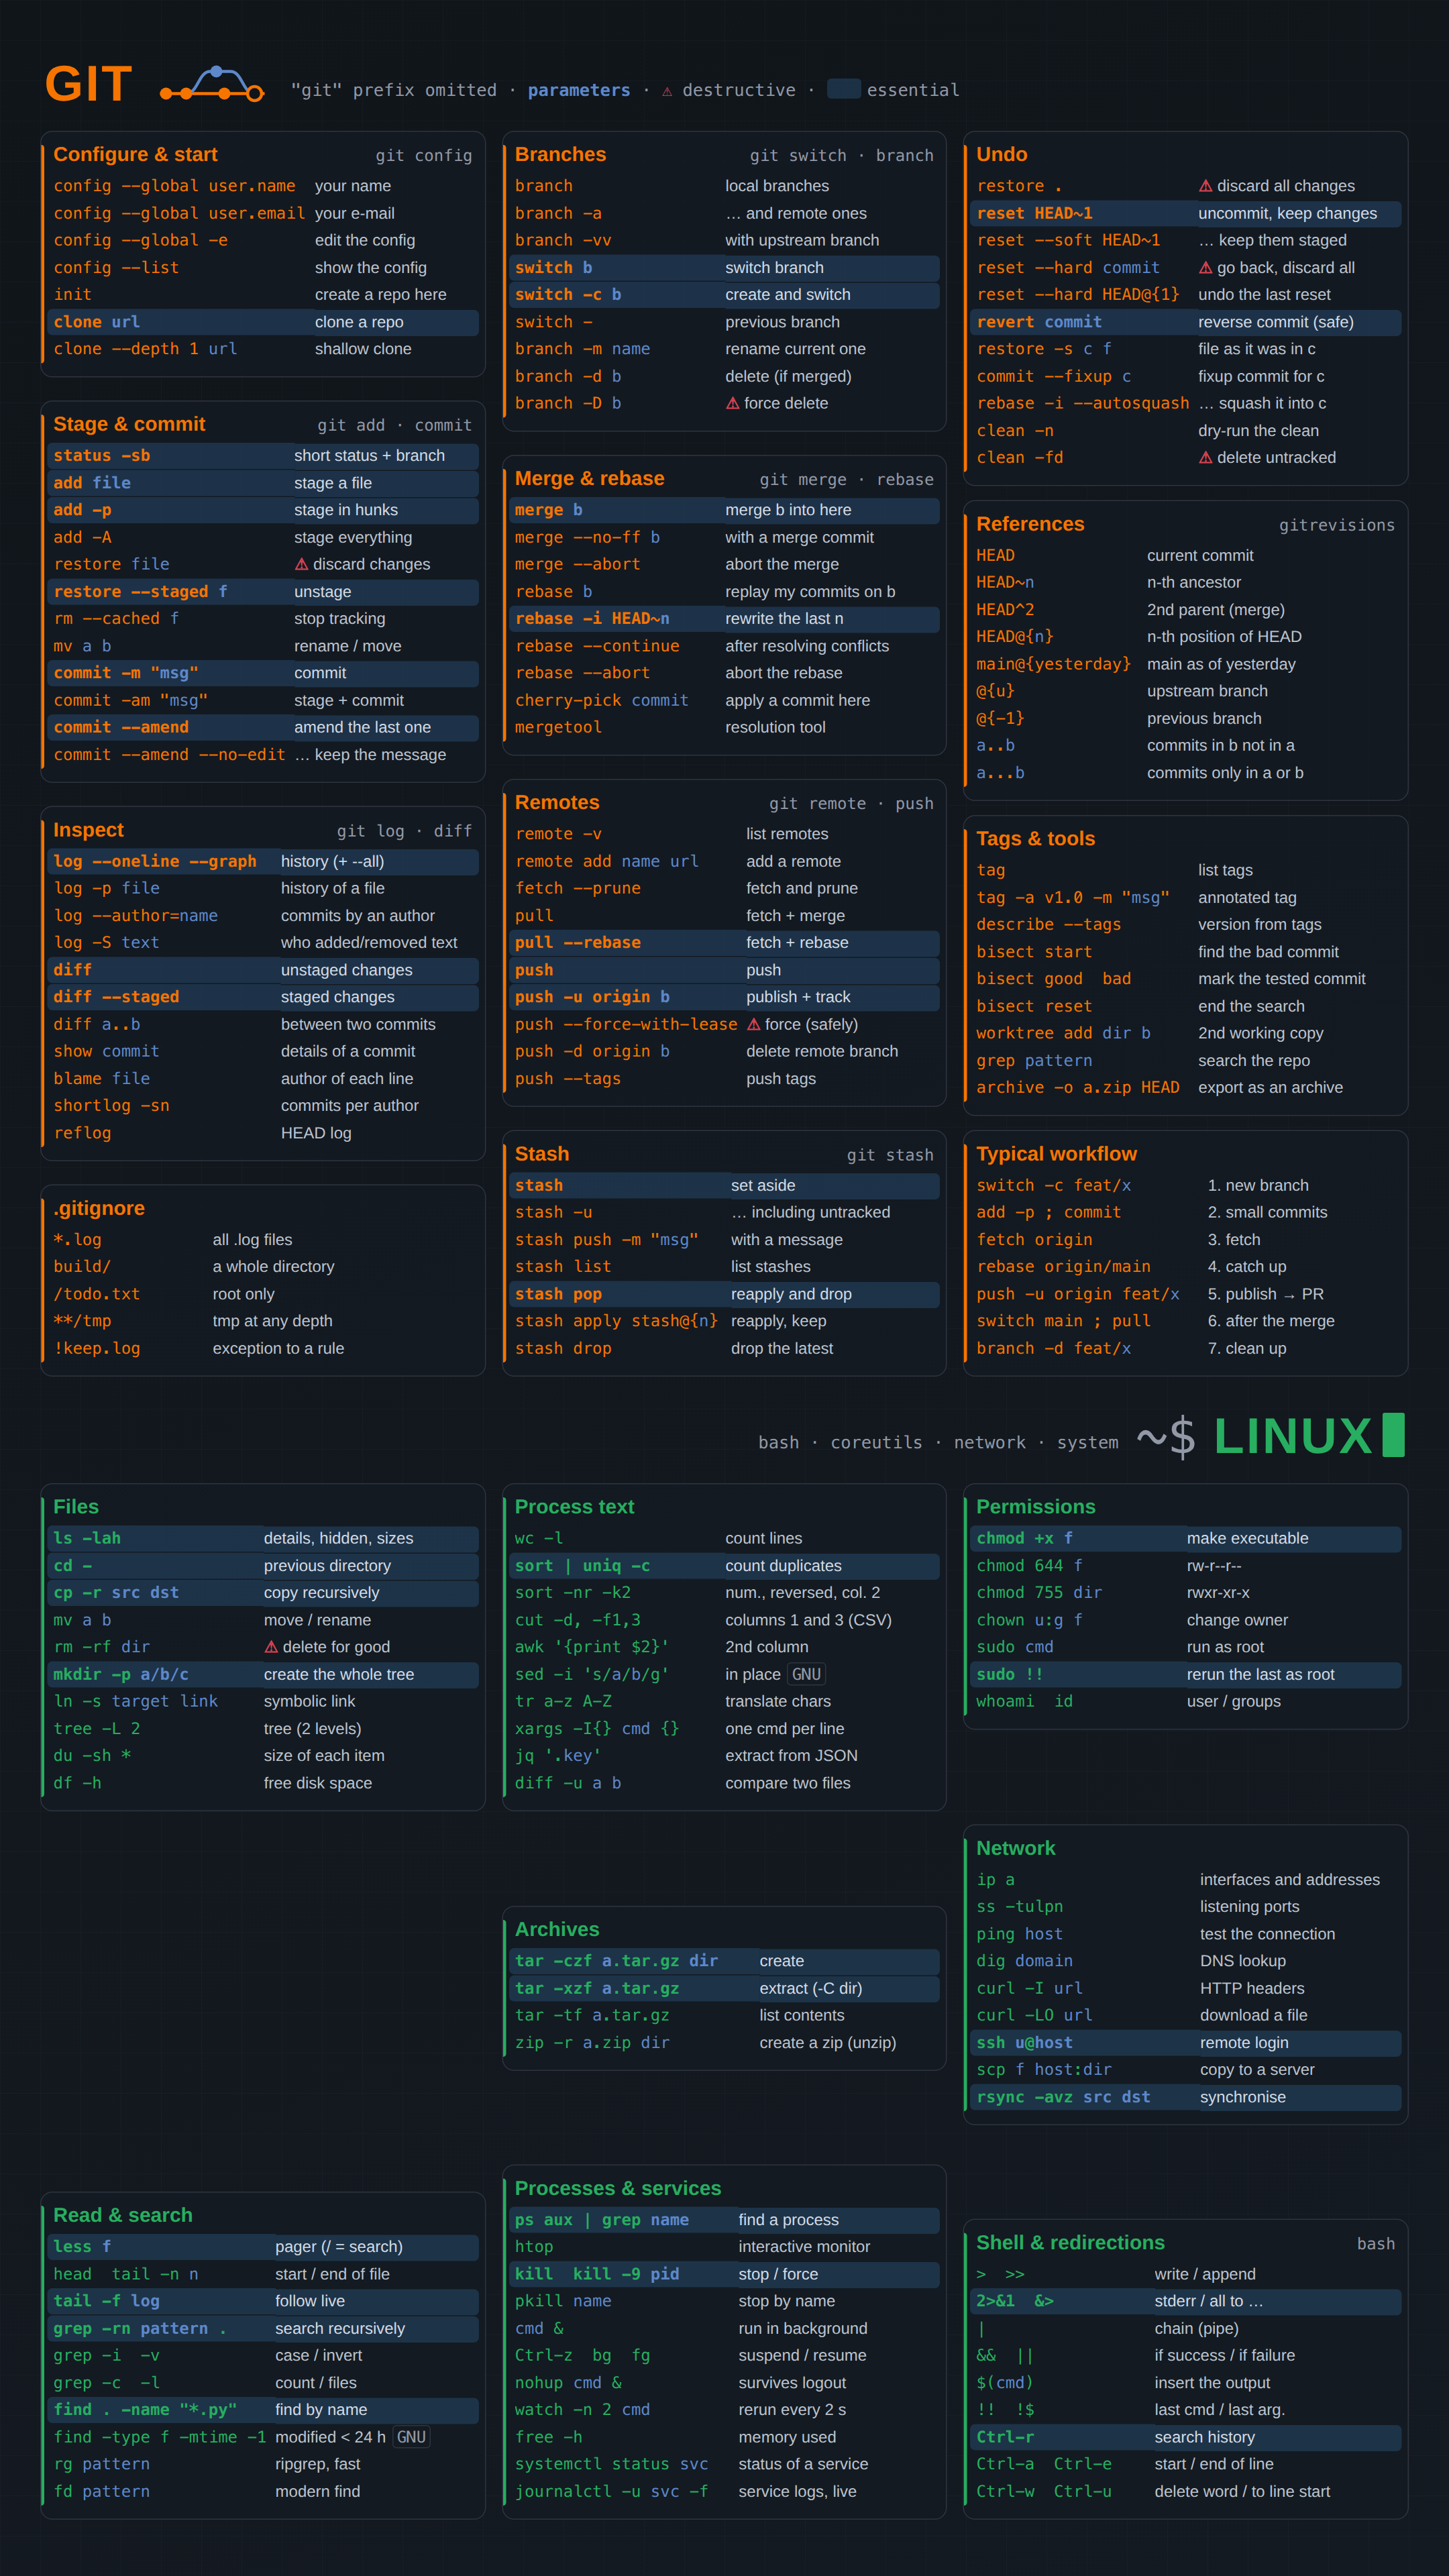 GIT "git" prefix omitted · parameters · ⚠ destructive · essential
Configure & start git config
config --global user.name your name
config --global user.email your e-mail
config --global -e edit the config
config --list show the config
init create a repo here
clone url clone a repo
clone --depth 1 url shallow clone
Stage & commit git add · commit
status -sb short status + branch
add file stage a file
add -p stage in hunks
add -A stage everything
restore file ⚠ discard changes
restore --staged f unstage
rm --cached f stop tracking
mv a b rename / move
commit -m "msg" commit
commit -am "msg" stage + commit
commit --amend amend the last one
commit --amend --no-edit … keep the message
Inspect git log · diff
log --oneline --graph history (+ --all)
log -p file history of a file
log --author=name commits by an author
log -S text who added/removed text
diff unstaged changes
diff --staged staged changes
diff a..b between two commits
show commit details of a commit
blame file author of each line
shortlog -sn commits per author
reflog HEAD log
.gitignore
*.log all .log files
build/ a whole directory
/todo.txt root only
**/tmp tmp at any depth
!keep.log exception to a rule
Branches git switch · branch
branch local branches
branch -a … and remote ones
branch -vv with upstream branch
switch b switch branch
switch -c b create and switch
switch - previous branch
branch -m name rename current one
branch -d b delete (if merged)
branch -D b ⚠ force delete
Merge & rebase git merge · rebase
merge b merge b into here
merge --no-ff b with a merge commit
merge --abort abort the merge
rebase b replay my commits on b
rebase -i HEAD~n rewrite the last n
rebase --continue after resolving conflicts
rebase --abort abort the rebase
cherry-pick commit apply a commit here
mergetool resolution tool
Remotes git remote · push
remote -v list remotes
remote add name url add a remote
fetch --prune fetch and prune
pull fetch + merge
pull --rebase fetch + rebase
push push
push -u origin b publish + track
push --force-with-lease ⚠ force (safely)
push -d origin b delete remote branch
push --tags push tags
Stash git stash
stash set aside
stash -u … including untracked
stash push -m "msg" with a message
stash list list stashes
stash pop reapply and drop
stash apply stash@{n} reapply, keep
stash drop drop the latest
Undo
restore . ⚠ discard all changes
reset HEAD~1 uncommit, keep changes
reset --soft HEAD~1 … keep them staged
reset --hard commit ⚠ go back, discard all
reset --hard HEAD@{1} undo the last reset
revert commit reverse commit (safe)
restore -s c f file as it was in c
commit --fixup c fixup commit for c
rebase -i --autosquash … squash it into c
clean -n dry-run the clean
clean -fd ⚠ delete untracked
References gitrevisions
HEAD current commit
HEAD~n n-th ancestor
HEAD^2 2nd parent (merge)
HEAD@{n} n-th position of HEAD
main@{yesterday} main as of yesterday
@{u} upstream branch
@{-1} previous branch
a..b commits in b not in a
a...b commits only in a or b
Tags & tools
tag list tags
tag -a v1.0 -m "msg" annotated tag
describe --tags version from tags
bisect start find the bad commit
bisect good bad mark the tested commit
bisect reset end the search
worktree add dir b 2nd working copy
grep pattern search the repo
archive -o a.zip HEAD export as an archive
Typical workflow
switch -c feat/x 1. new branch
add -p ; commit 2. small commits
fetch origin 3. fetch
rebase origin/main 4. catch up
push -u origin feat/x 5. publish → PR
switch main ; pull 6. after the merge
branch -d feat/x 7. clean up
bash · coreutils · network · system ~$ LINUX
Files
ls -lah details, hidden, sizes
cd - previous directory
cp -r src dst copy recursively
mv a b move / rename
rm -rf dir ⚠ delete for good
mkdir -p a/b/c create the whole tree
ln -s target link symbolic link
tree -L 2 tree (2 levels)
du -sh * size of each item
df -h free disk space
Read & search
less f pager (/ = search)
head tail -n n start / end of file
tail -f log follow live
grep -rn pattern . search recursively
grep -i -v case / invert
grep -c -l count / files
find . -name "*.py" find by name
find -type f -mtime -1 modified < 24 h GNU
rg pattern ripgrep, fast
fd pattern modern find
Process text
wc -l count lines
sort | uniq -c count duplicates
sort -nr -k2 num., reversed, col. 2
cut -d, -f1,3 columns 1 and 3 (CSV)
awk '{print $2}' 2nd column
sed -i 's/a/b/g' in place GNU
tr a-z A-Z translate chars
xargs -I{} cmd {} one cmd per line
jq '.key' extract from JSON
diff -u a b compare two files
Archives
tar -czf a.tar.gz dir create
tar -xzf a.tar.gz extract (-C dir)
tar -tf a.tar.gz list contents
zip -r a.zip dir create a zip (unzip)
Processes & services
ps aux | grep name find a process
htop interactive monitor
kill kill -9 pid stop / force
pkill name stop by name
cmd & run in background
Ctrl-z bg fg suspend / resume
nohup cmd & survives logout
watch -n 2 cmd rerun every 2 s
free -h memory used
systemctl status svc status of a service
journalctl -u svc -f service logs, live
Permissions
chmod +x f make executable
chmod 644 f rw-r--r--
chmod 755 dir rwxr-xr-x
chown u:g f change owner
sudo cmd run as root
sudo !! rerun the last as root
whoami id user / groups
Network
ip a interfaces and addresses
ss -tulpn listening ports
ping host test the connection
dig domain DNS lookup
curl -I url HTTP headers
curl -LO url download a file
ssh u@host remote login
scp f host:dir copy to a server
rsync -avz src dst synchronise
Shell & redirections bash
> >> write / append
2>&1 &> stderr / all to …
| chain (pipe)
&& || if success / if failure
$(cmd) insert the output
!! !$ last cmd / last arg.
Ctrl-r search history
Ctrl-a Ctrl-e start / end of line
Ctrl-w Ctrl-u delete word / to line start